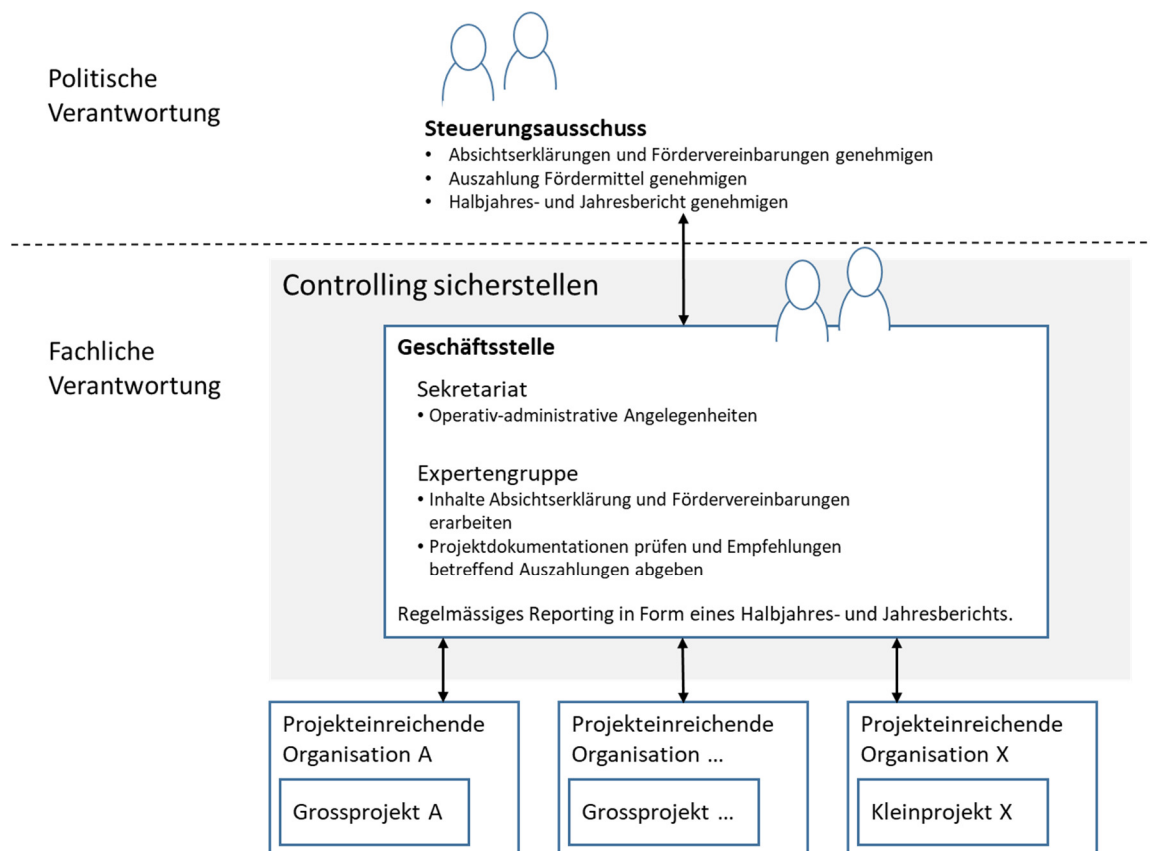 Politische
Verantwortung
Steuerungsausschuss
• Absichtserklärungen und Fördervereinbarungen genehmigen
• Auszahlung Fördermittel genehmigen
• Halbjahres- und Jahresbericht genehmigen
Controlling sicherstellen
Fachliche
Verantwortung
Geschäftsstelle
Sekretariat
• Operativ-administrative Angelegenheiten
Expertengruppe
• Inhalte Absichtserklärung und Fördervereinbarungen
erarbeiten
• Projektdokumentationen prüfen und Empfehlungen
betreffend Auszahlungen abgeben
Regelmässiges Reporting in Form eines Halbjahres- und Jahresberichts.
Projekteinreichende
Organisation A
Grossprojekt A
Projekteinreichende
Organisation ...
Grossprojekt ...
Projekteinreichende
Organisation X
Kleinprojekt X